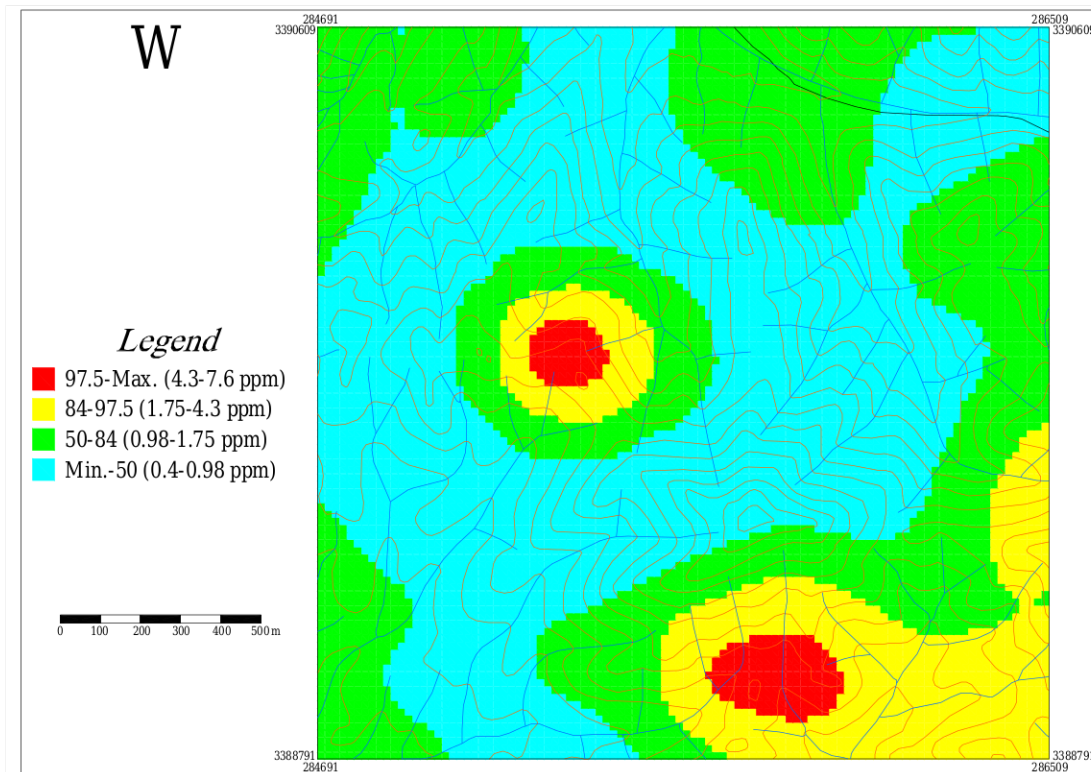 284691 286509
3390609 3390609
W
Legend
97.5-Max. (4.3-7.6 ppm)
84-97.5 (1.75-4.3 ppm)
50-84 (0.98-1.75 ppm)
Min.-50 (0.4-0.98 ppm)
0 100 200 300 400 500 m
3388791 3388791
284691 286509